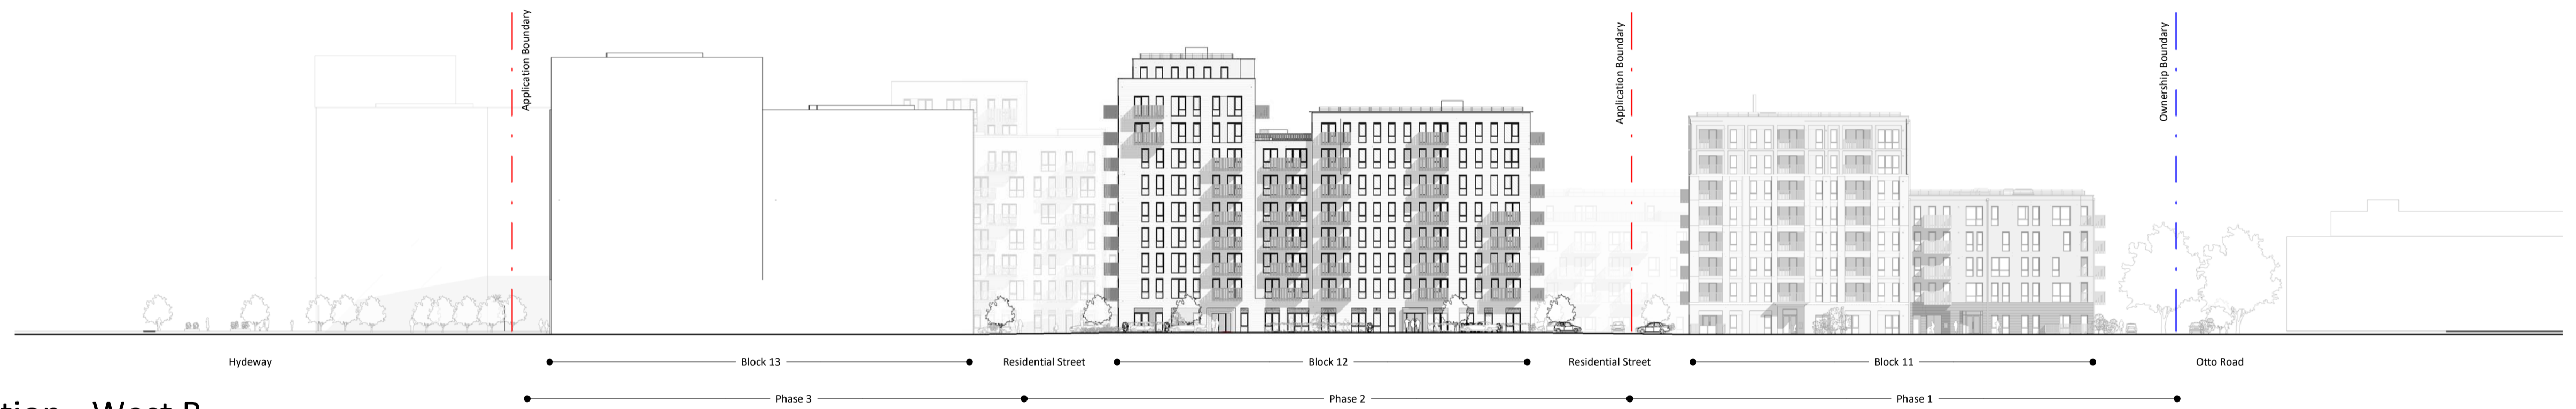 Application Boundary
Application Boundary
Ownership Boundary
Hydeway
Block 13
Residential Street
Block 12
Residential Street
Block 11
Otto Road
Phase 3
Phase 2
Phase 1